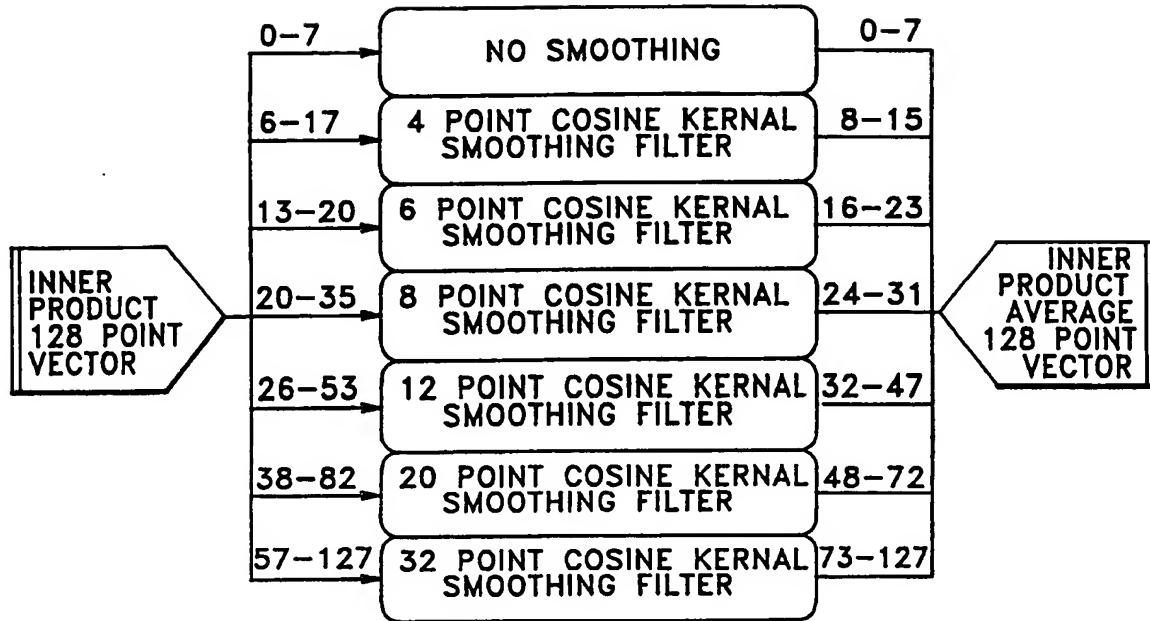 INNER
PRODUCT
128 POINT
VECTOR
0-7
NO SMOOTHING
0-7
6-17
4 POINT COSINE KERNAL
SMOOTHING FILTER
8-15
13-20
6 POINT COSINE KERNAL
SMOOTHING FILTER
16-23
20-35
8 POINT COSINE KERNAL
SMOOTHING FILTER
24-31
26-53
12 POINT COSINE KERNAL
SMOOTHING FILTER
32-47
38-82
20 POINT COSINE KERNAL
SMOOTHING FILTER
48-72
57-127
32 POINT COSINE KERNAL
SMOOTHING FILTER
73-127
INNER
PRODUCT
AVERAGE
128 POINT
VECTOR